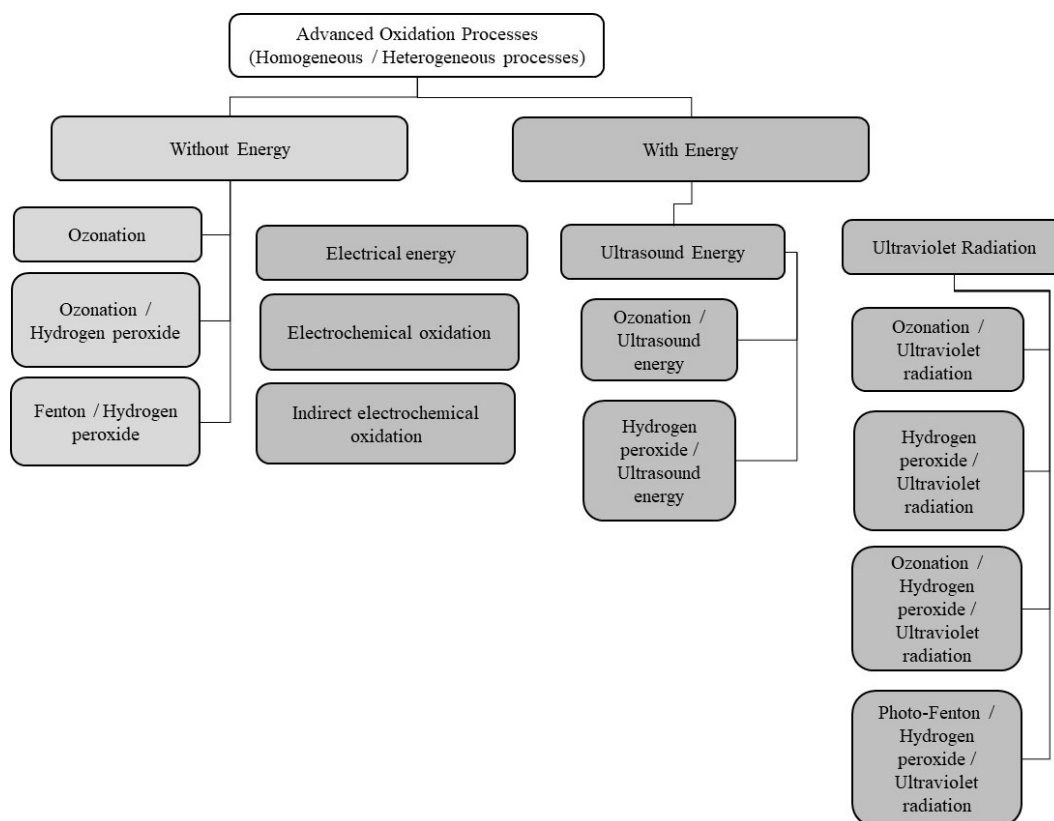 Advanced Oxidation Processes
(Homogeneous / Heterogeneous processes)
Without Energy
With Energy
Ozonation
Ozonation /
Hydrogen peroxide
Fenton / Hydrogen
peroxide
Electrical energy
Electrochemical oxidation
Indirect electrochemical
oxidation
Ultrasound Energy
Ozonation /
Ultrasound
energy
Hydrogen
peroxide /
Ultrasound
energy
Ultraviolet Radiation
Ozonation /
Ultraviolet
radiation
Hydrogen
peroxide /
Ultraviolet
radiation
Ozonation /
Hydrogen
peroxide /
Ultraviolet
radiation
Photo-Fenton /
Hydrogen
peroxide /
Ultraviolet
radiation